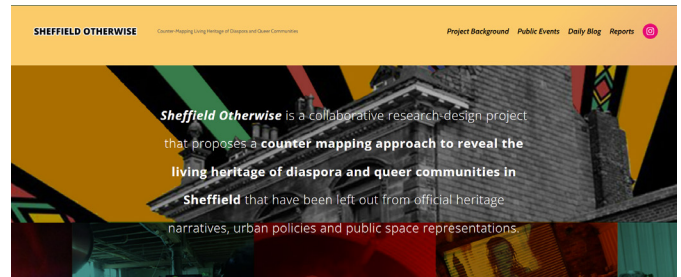 SHEFFIELD OTHERWISE
Counter-Mapping Living Heritage of Diaspora and Queer Communities
Project Background Public Events Daily Blog Reports
Sheffield Otherwise is a collaborative research-design project
that proposes a counter mapping approach to reveal the
living heritage of diaspora and queer communities in
Sheffield that have been left out from official heritage
narratives, urban policies and public space representations.